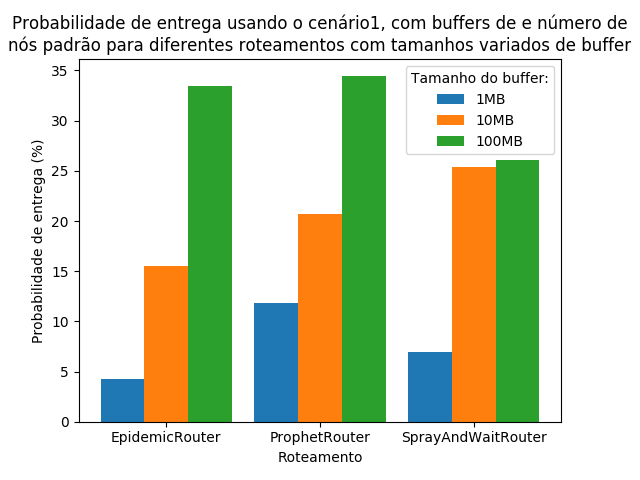 Probabilidade de entrega usando o cenário1, com buffers de e número de
nós padrão para diferentes roteamentos com tamanhos variados de buffer
35
30
25
20
15
10
5
0
Probabilidade de entrega (%)
Tamanho do buffer:
1MB
10MB
100MB
EpidemicRouter
ProphetRouter
SprayAndWaitRouter
Roteamento